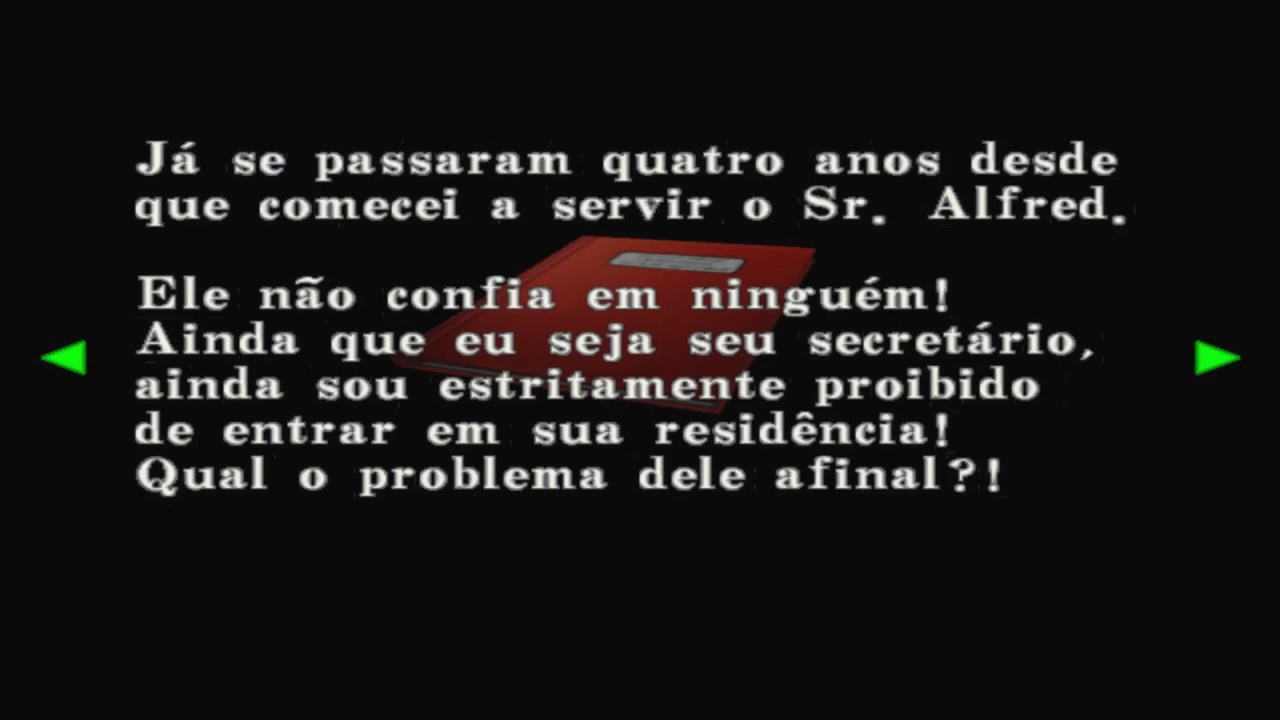 Já se passaram quatro anos desde
que comecei a servir o Sr. Alfred.
Ele não confia em ninguém!
Ainda que eu seja seu secretário,
ainda sou estritamente proibido
de entrar em sua residência!
Qual o problema dele afinal?!